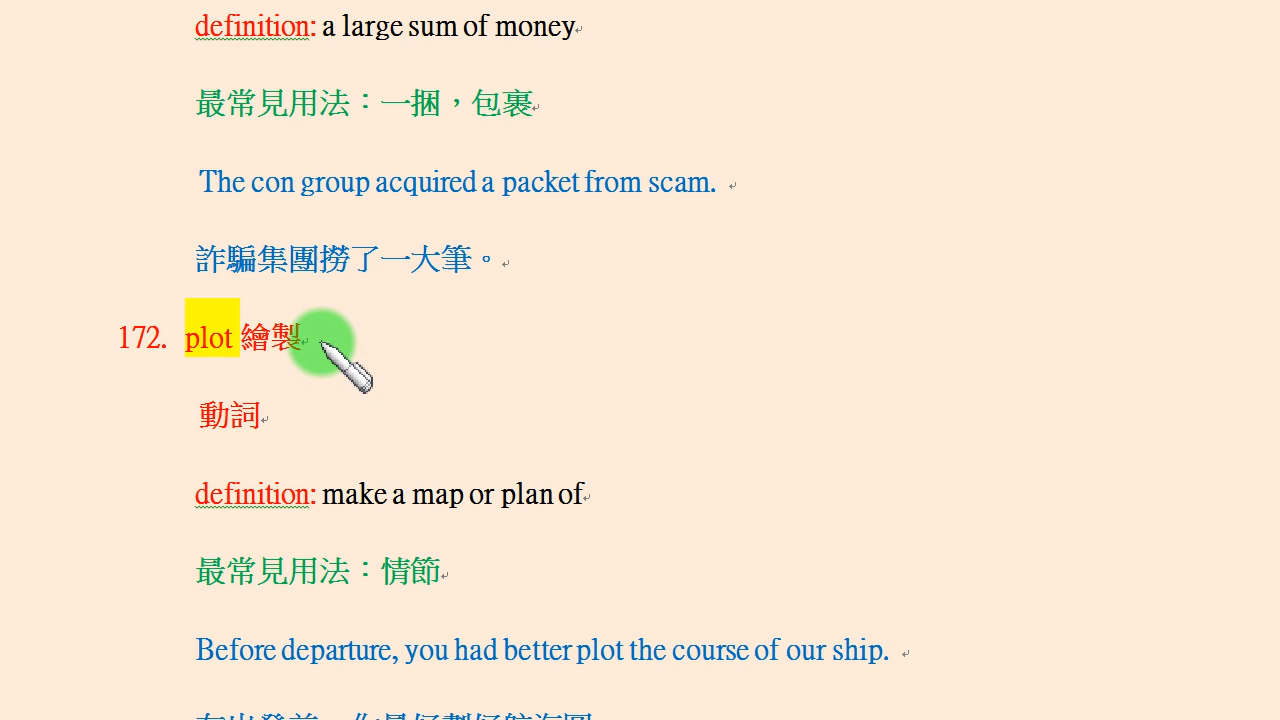 definition: a large sum of money
最常見用法：一捆，包裹
The con group acquired a packet from scam.
詐騙集團撈了一大筆。
172. plot 繪製
動詞
definition: make a map or plan of
最常見用法：情節
Before departure, you had better plot the course of our ship.